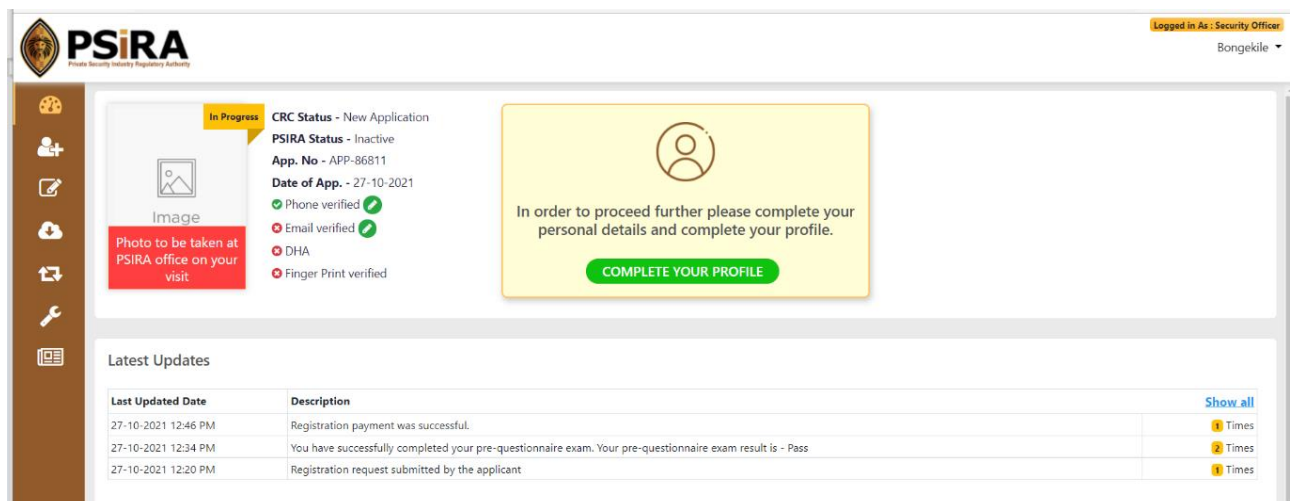 Logged in As : Security Officer
PSiRA
Private Security Industry Regulatory Authority
Bongekile
In Progress
Image
Photo to be taken at
PSIRA office on your
visit
CRC Status - New Application
PSIRA Status - Inactive
App. No - APP-86811
Date of App. - 27-10-2021
Phone verified
Email verified
DHA
Finger Print verified
In order to proceed further please complete your
personal details and complete your profile.
COMPLETE YOUR PROFILE
Latest Updates
Last Updated Date Description Show all
27-10-2021 12:46 PM Registration payment was successful. 1 Times
27-10-2021 12:34 PM You have successfully completed your pre-questionnaire exam. Your pre-questionnaire exam result is - Pass 2 Times
27-10-2021 12:20 PM Registration request submitted by the applicant 1 Times